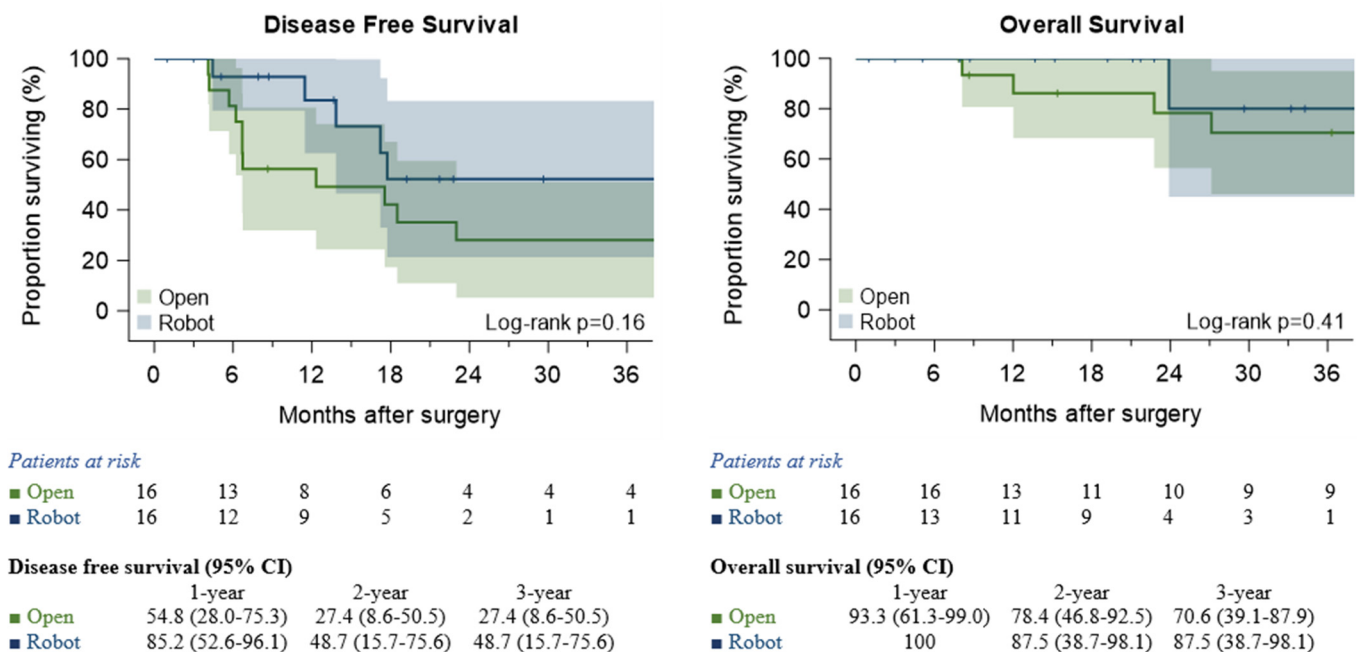 Disease Free Survival
Proportion surviving (%)
100
80
60
40
20
0
Open
Robot
Log-rank p=0.16
0 6 12 18 24 30 36
Months after surgery
Patients at risk
Open 16 13 8 6 4 4 4
Robot 16 12 9 5 2 1 1
Disease free survival (95% CI)
1-year 2-year 3-year
Open 54.8 (28.0-75.3) 27.4 (8.6-50.5) 27.4 (8.6-50.5)
Robot 85.2 (52.6-96.1) 48.7 (15.7-75.6) 48.7 (15.7-75.6)
Overall Survival
Proportion surviving (%)
100
80
60
40
20
0
Open
Robot
Log-rank p=0.41
0 6 12 18 24 30 36
Months after surgery
Patients at risk
Open 16 16 13 11 10 9 9
Robot 16 13 11 9 4 3 1
Overall survival (95% CI)
1-year 2-year 3-year
Open 93.3 (61.3-99.0) 78.4 (46.8-92.5) 70.6 (39.1-87.9)
Robot 100 87.5 (38.7-98.1) 87.5 (38.7-98.1)